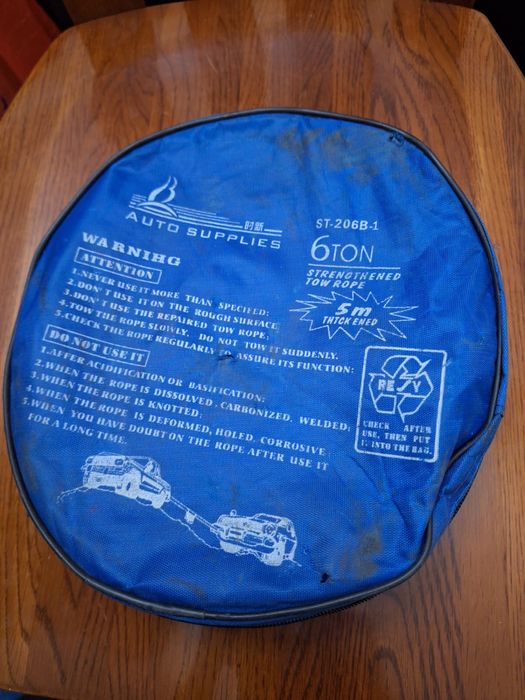 时新
AUTO SUPPLIES
ST-206B-1
6TON
STRENGTHENED
TOW ROPE
5m
THICKENED
WARNIHG
ATTENTION
1.NEVER USE IT MORE THAN SPECIFED:
2.DON'T USE IT ON THE ROUGH SURFACE
3.DON'T USE THE REPAIRED TOW ROPE:
4.TOW THE ROPE SLOWLY. DO NOT TOW IT SUDDENLY.
5.CHECK THE ROPE REGULARLY ASSURE ITS FUNCTION:
DO NOT USE IT
1.AFFER ACIDIFICATION OR BASIFICATION:
2.WHEN THE ROPE IS DISSOLVED, CARBONIZED, WELDED;
3.WHEN THE ROPE IS KNOTTED;
4.WHEN THE ROPE IS DEFORMED, HOLED, CORROSIVE
5.WHEN YOU HAVE DOUBT ON THE ROPE AFTER USE IT
FOR A LONG TIME.
CHECK AFTER
USE, THEN PUT
INTO THE BAG.